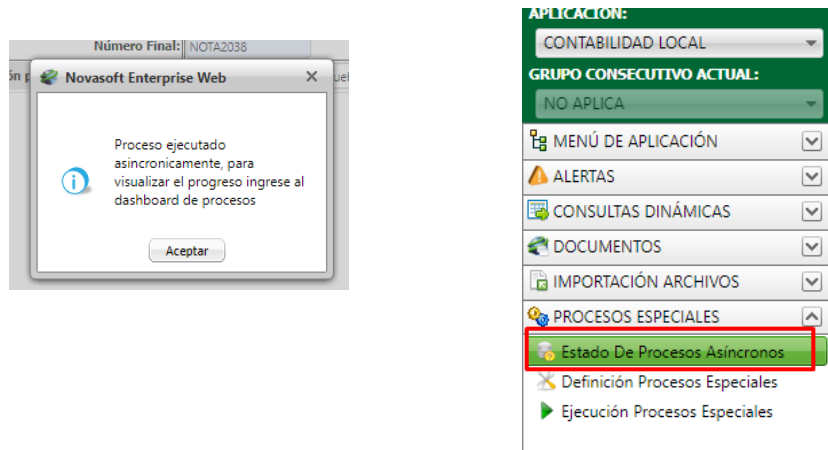 Número Final: NOTA2038
ón p
Novasoft Enterprise Web
Proceso ejecutado
asincronicamente, para
visualizar el progreso ingrese al
dashboard de procesos
Aceptar
APLICACIÓN:
CONTABILIDAD LOCAL
GRUPO CONSECUTIVO ACTUAL:
NO APLICA
MENÚ DE APLICACIÓN
ALERTAS
CONSULTAS DINÁMICAS
DOCUMENTOS
IMPORTACIÓN ARCHIVOS
PROCESOS ESPECIALES
Estado De Procesos Asíncronos
Definición Procesos Especiales
Ejecución Procesos Especiales